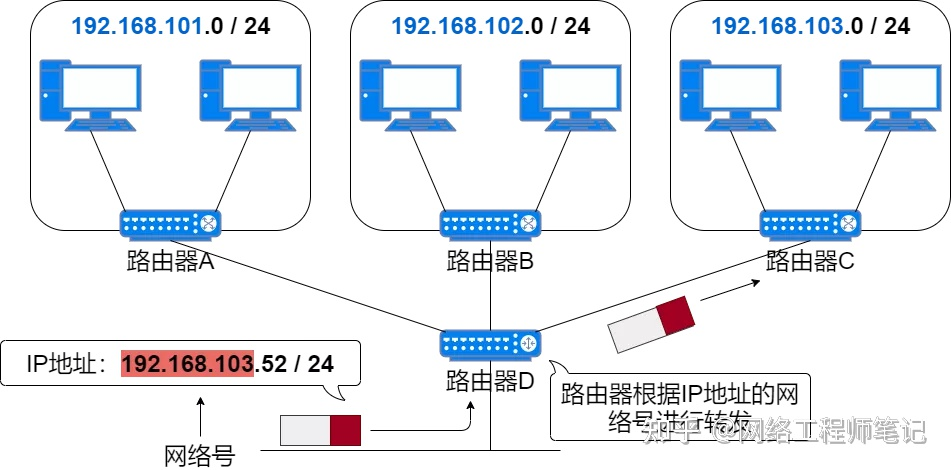 192.168.101.0 / 24
192.168.102.0 / 24
192.168.103.0 / 24
路由器A
路由器B
路由器C
IP地址：192.168.103.52 / 24
路由器D
路由器根据IP地址的网
络号进行转发
网络号
知乎 @网络工程师笔记